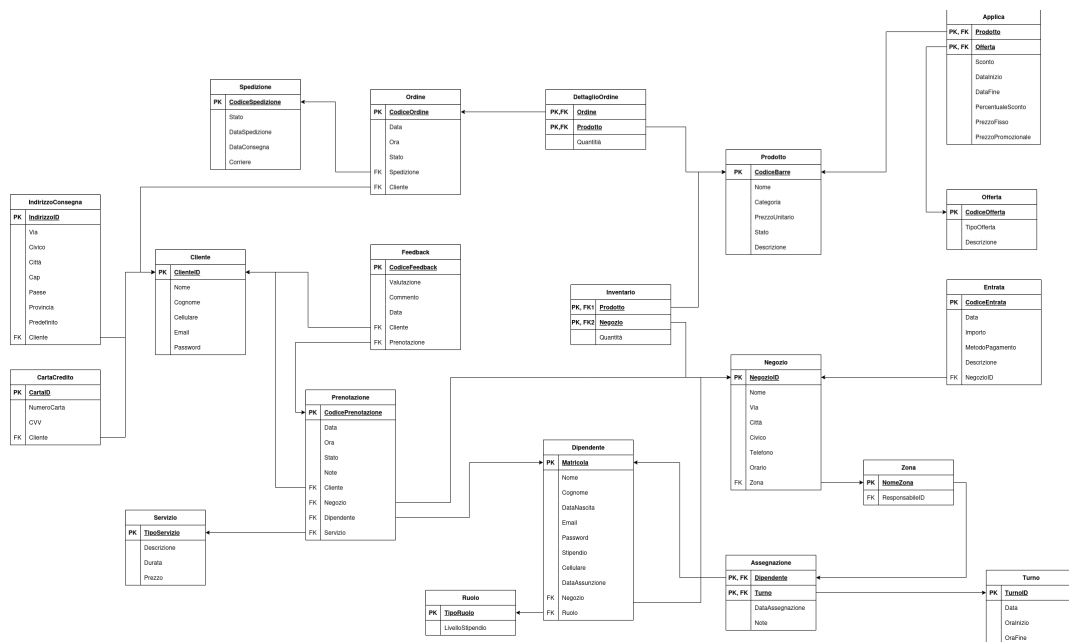 Applica
PK, FK Prodotto
PK, FK Offerta
Sconto
DataInizio
DataFine
PercentualeSconto
PrezzoFisso
PrezzoPromozionale
Spedizione
PK CodiceSpedizione
Stato
DataSpedizione
DataConsegna
Corriere
Ordine
PK CodiceOrdine
Data
Ora
Stato
FK Spedizione
FK Cliente
DettaglioOrdine
PK,FK Ordine
PK,FK Prodotto
Quantità
Prodotto
PK CodiceBarre
Nome
Categoria
PrezzoUnitario
Stato
Descrizione
Offerta
PK CodiceOfferta
TipoOfferta
Descrizione
IndirizzoConsegna
PK IndirizzoID
Via
Civico
Città
Cap
Paese
Provincia
Predefinito
FK Cliente
Cliente
PK ClienteID
Nome
Cognome
Cellulare
Email
Password
Feedback
PK CodiceFeedback
Valutazione
Commento
Data
FK Cliente
FK Prenotazione
Inventario
PK, FK1 Prodotto
PK, FK2 Negozio
Quantità
Entrata
PK CodiceEntrata
Data
Importo
MetodoPagamento
Descrizione
FK NegozioID
CartaCredito
PK CartaID
NumeroCarta
CVV
FK Cliente
Prenotazione
PK CodicePrenotazione
Data
Ora
Stato
Note
FK Cliente
FK Negozio
FK Dipendente
FK Servizio
Negozio
PK NegozioID
Nome
Via
Città
Civico
Telefono
Orario
FK Zona
Dipendente
PK Matricola
Nome
Cognome
DataNascita
Email
Password
Stipendio
Cellulare
DataAssunzione
FK Negozio
FK Ruolo
Zona
PK NomeZona
FK ResponsabileID
Servizio
PK TipoServizio
Descrizione
Durata
Prezzo
Ruolo
PK TipoRuolo
LivelloStipendio
Assegnazione
PK, FK Dipendente
PK, FK Turno
DataAssegnazione
Note
Turno
PK TurnoID
Data
OraInizio
OraFine